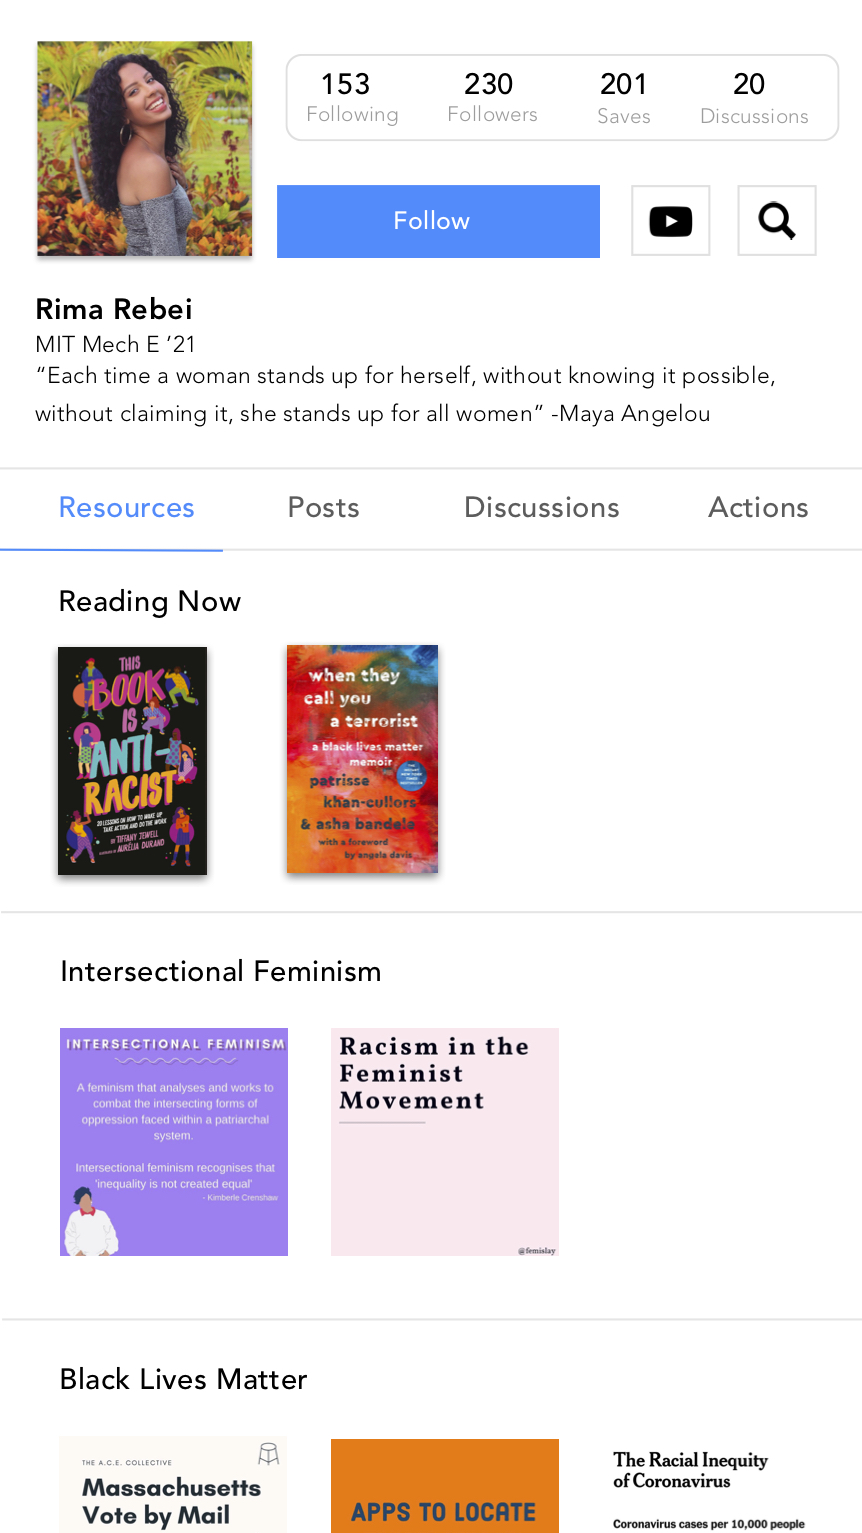 153 230 201 20
Following Followers Saves Discussions
Follow
Rima Rebei
MIT Mech E ’21
“Each time a woman stands up for herself, without knowing it possible,
without claiming it, she stands up for all women” -Maya Angelou
Resources Posts Discussions Actions
Reading Now
THIS
BOOK
IS
ANTI-
RACIST
20 LESSONS ON HOW TO WAKE UP
TAKE ACTION AND DO THE WORK
BY TIFFANY JEWELL
AURÉLIA DURAND
when they
call you
a terrorist
a black lives matter
memoir
patrisse
khan-cullors
& asha bandele
with a foreword
by angela davis
Intersectional Feminism
INTERSECTIONAL FEMINISM
A feminism that analyses and works to
combat the intersecting forms of
oppression faced within a patriarchal
system.
Intersectional feminism recognises that
'inequality is not created equal'
- Kimberle Crenshaw
Racism in the
Feminist
Movement
@femislay
Black Lives Matter
THE A.C.E. COLLECTIVE
Massachusetts
Vote by Mail
APPS TO LOCATE
The Racial Inequity
of Coronavirus
Coronavirus cases per 10,000 people